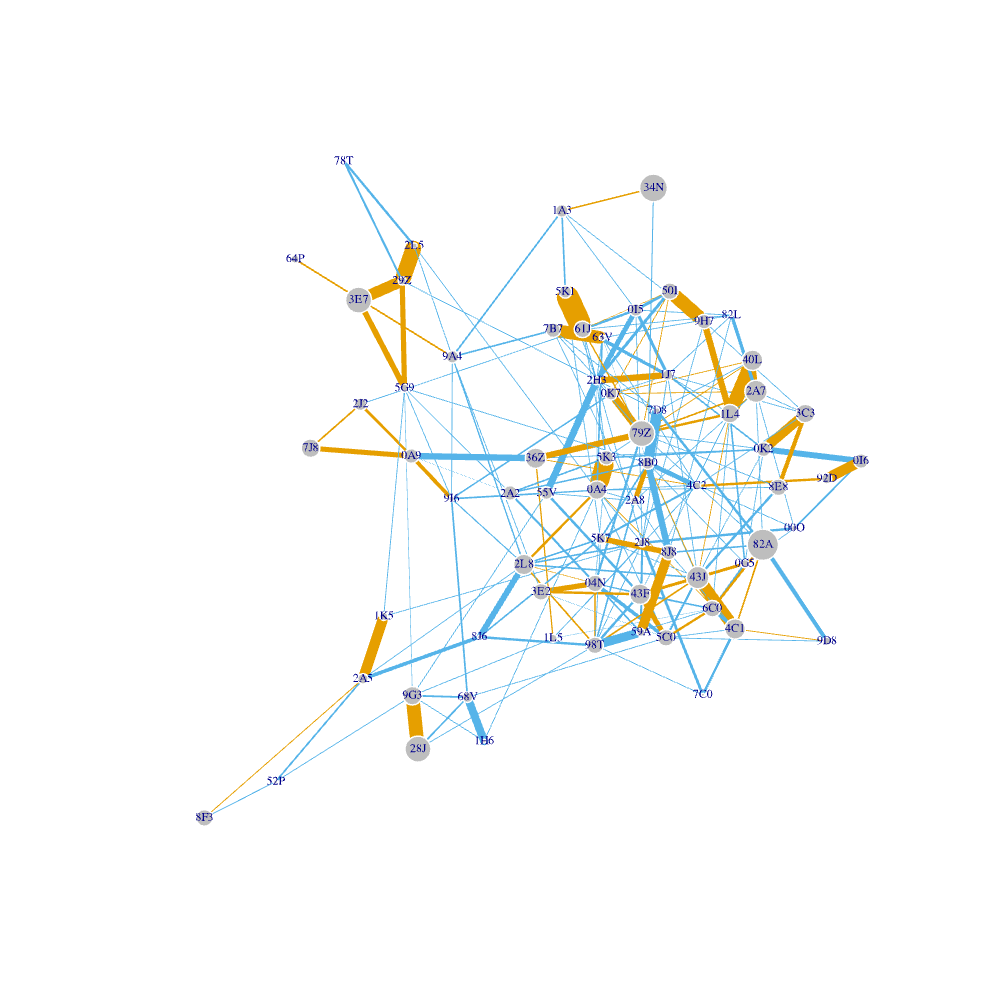 78T
34N
1A3
2L5
64P
29Z
5K1
50I
3E7
0I5
82L
9H7
7B7
61J
63V
9A4
40L
1J7
2H3
5G9
2A7
0K7
2J2
7D8
1L4
3C3
79Z
7J8
0K2
0A9
36Z
5K3
8B0
0I6
92D
4C2
8E8
0A4
2A2
55V
9I6
2A8
00O
5K7
2J8
82A
8J8
2L8
0G5
43J
04N
3E2
43F
6C0
1K5
4C1
59A
8J6
1L5
5C0
9D8
98T
2A5
7C0
9G3
68V
1H6
28J
52P
8F3